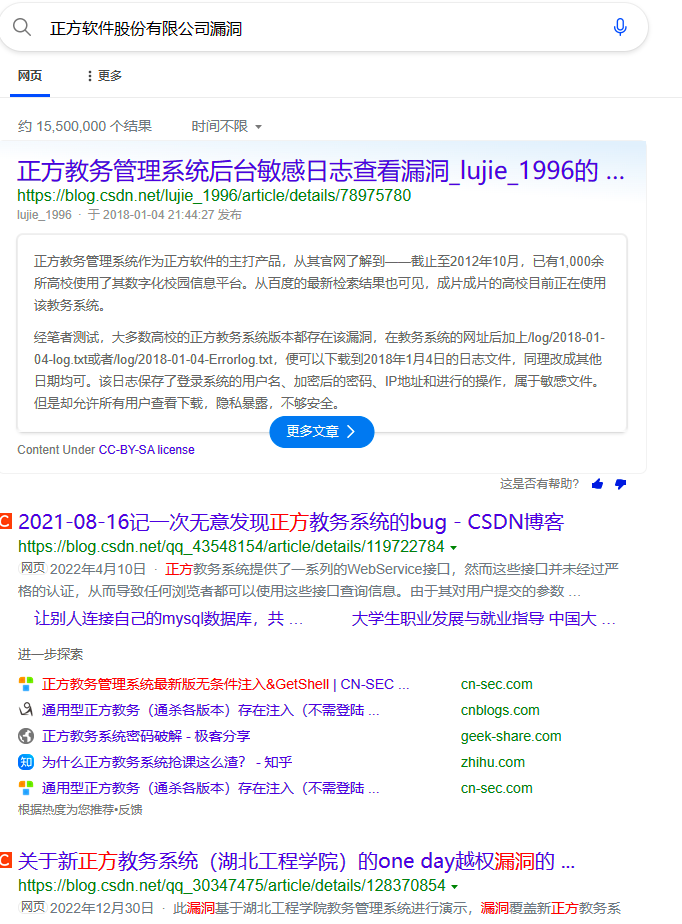 正方软件股份有限公司漏洞
网页 更多
约 15,500,000 个结果 时间不限
正方教务管理系统后台敏感日志查看漏洞_lujie_1996的 ...
https://blog.csdn.net/lujie_1996/article/details/78975780
lujie_1996 · 于 2018-01-04 21:44:27 发布
正方教务管理系统作为正方软件的主打产品，从其官网了解到——截止至2012年10月，已有1,000余
所高校使用了其数字化校园信息平台。从百度的最新检索结果也可见，成片成片的高校目前正在使用
该教务系统。
经笔者测试，大多数高校的正方教务系统版本都存在该漏洞，在教务系统的网址后加上/log/2018-01-
04-log.txt或者/log/2018-01-04-Errorlog.txt，便可以下载到2018年1月4日的日志文件，同理改成其他
日期均可。该日志保存了登录系统的用户名、加密后的密码、IP地址和进行的操作，属于敏感文件。
但是却允许所有用户查看下载，隐私暴露，不够安全。
更多文章
Content Under CC-BY-SA license
这是否有帮助?
C 2021-08-16记一次无意发现正方教务系统的bug - CSDN博客
https://blog.csdn.net/qq_43548154/article/details/119722784
网页 2022年4月10日 · 正方教务系统提供了一系列的WebService接口，然而这些接口并未经过严
格的认证，从而导致任何浏览者都可以使用这些接口查询信息。由于其对用户提交的参数 ...
让别人连接自己的mysql数据库，共 ... 大学生职业发展与就业指导 中国大 ...
进一步探索
正方教务管理系统最新版无条件注入&GetShell | CN-SEC ... cn-sec.com
通用型正方教务（通杀各版本）存在注入（不需登陆 ... cnblogs.com
正方教务系统密码破解 - 极客分享 geek-share.com
知 为什么正方教务系统抢课这么渣？ - 知乎 zhihu.com
通用型正方教务（通杀各版本）存在注入（不需登陆 ... cn-sec.com
根据热度为您推荐•反馈
C 关于新正方教务系统（湖北工程学院）的one day越权漏洞的 ...
https://blog.csdn.net/qq_30347475/article/details/128370854
网页 2022年12月30日 · 此漏洞基于湖北工程学院教务管理系统进行演示，漏洞覆盖新正方教务系